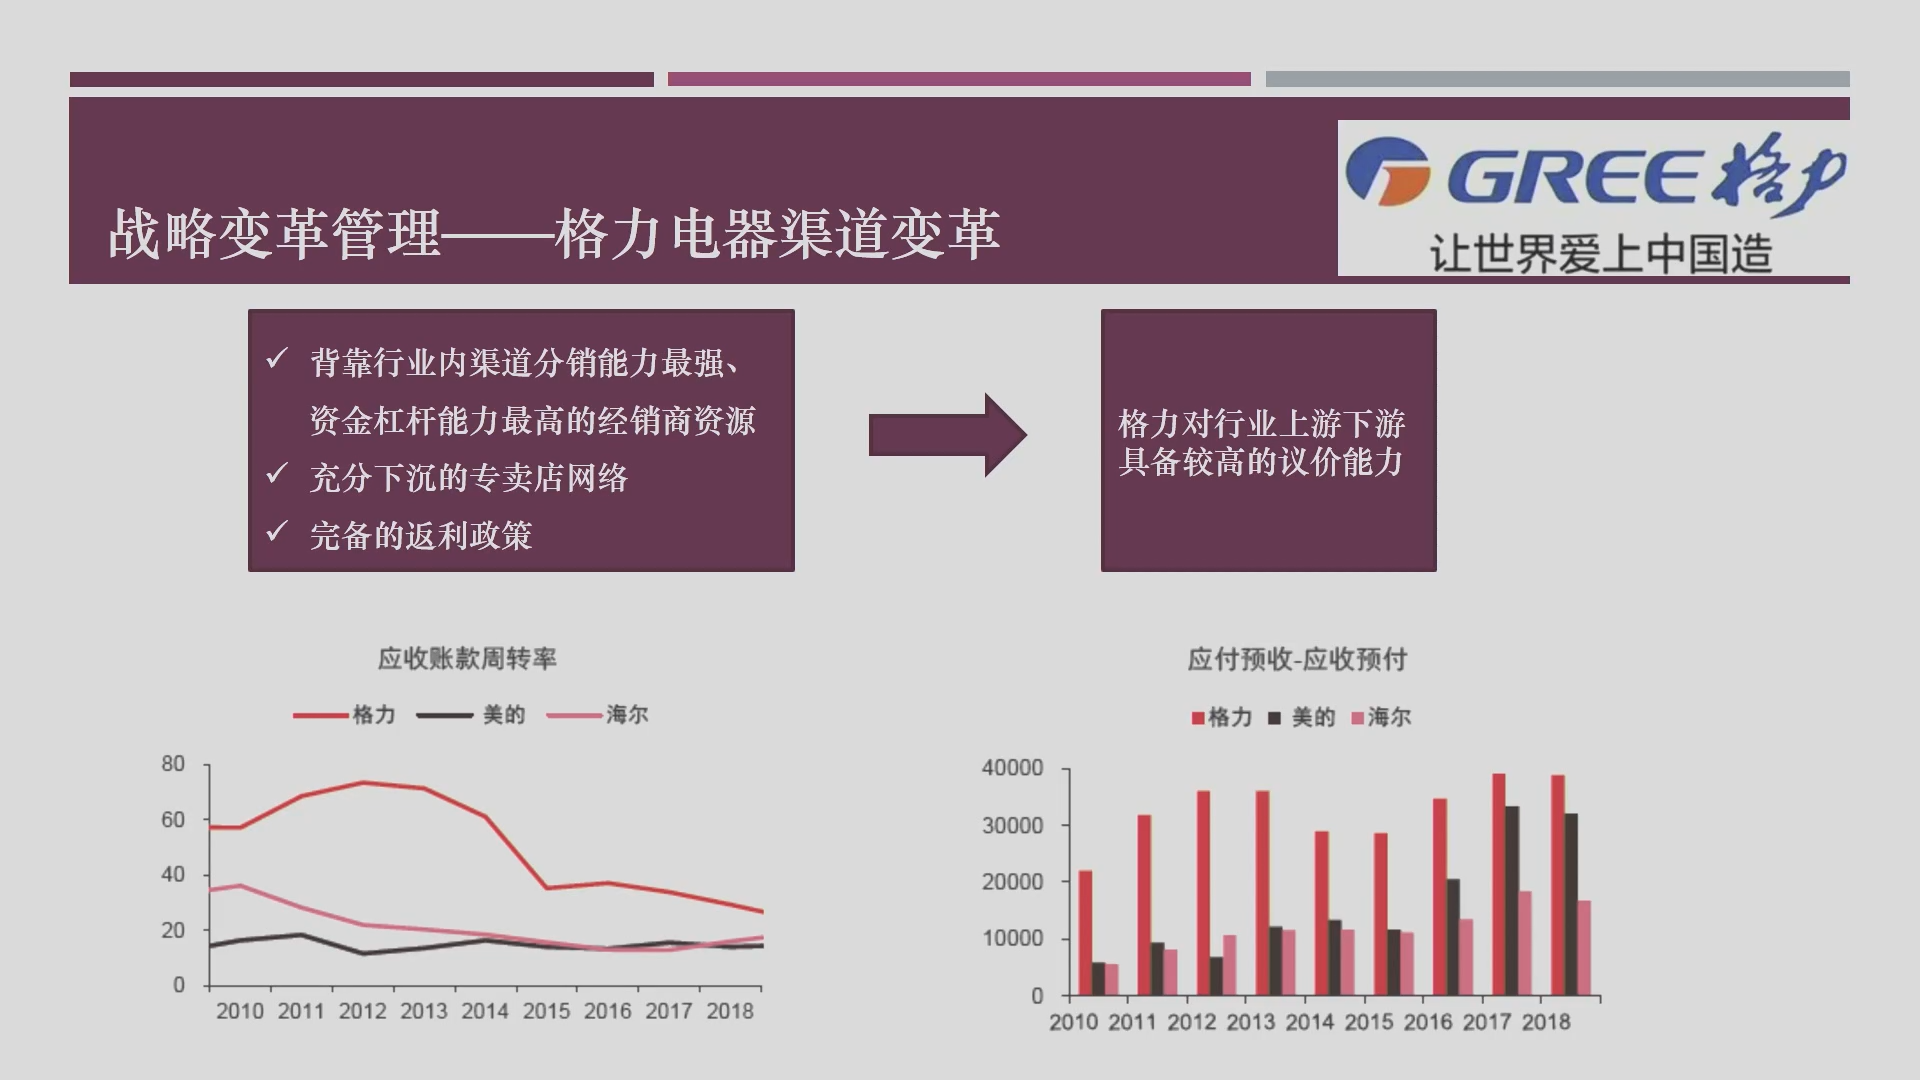 GREE格力
让世界爱上中国造
战略变革管理——格力电器渠道变革
✓ 背靠行业内渠道分销能力最强、
资金杠杆能力最高的经销商资源
✓ 充分下沉的专卖店网络
✓ 完备的返利政策
格力对行业上游下游
具备较高的议价能力
应收账款周转率
格力 美的 海尔
80
60
40
20
0
2010 2011 2012 2013 2014 2015 2016 2017 2018
应付预收-应收预付
格力 美的 海尔
40000
30000
20000
10000
0
2010 2011 2012 2013 2014 2015 2016 2017 2018